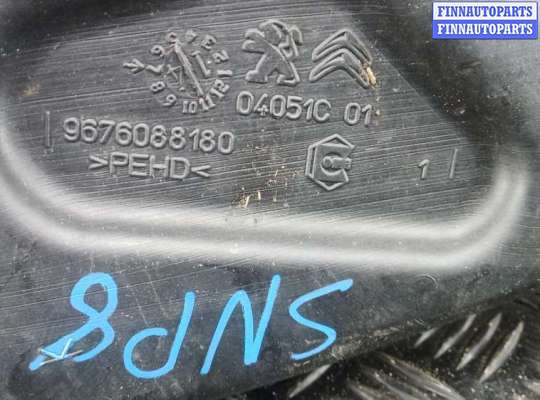 FINNAUTOPARTS
FINNAUTOPARTS
04051C 01
9676088180
>PEHD<
1
SNP8